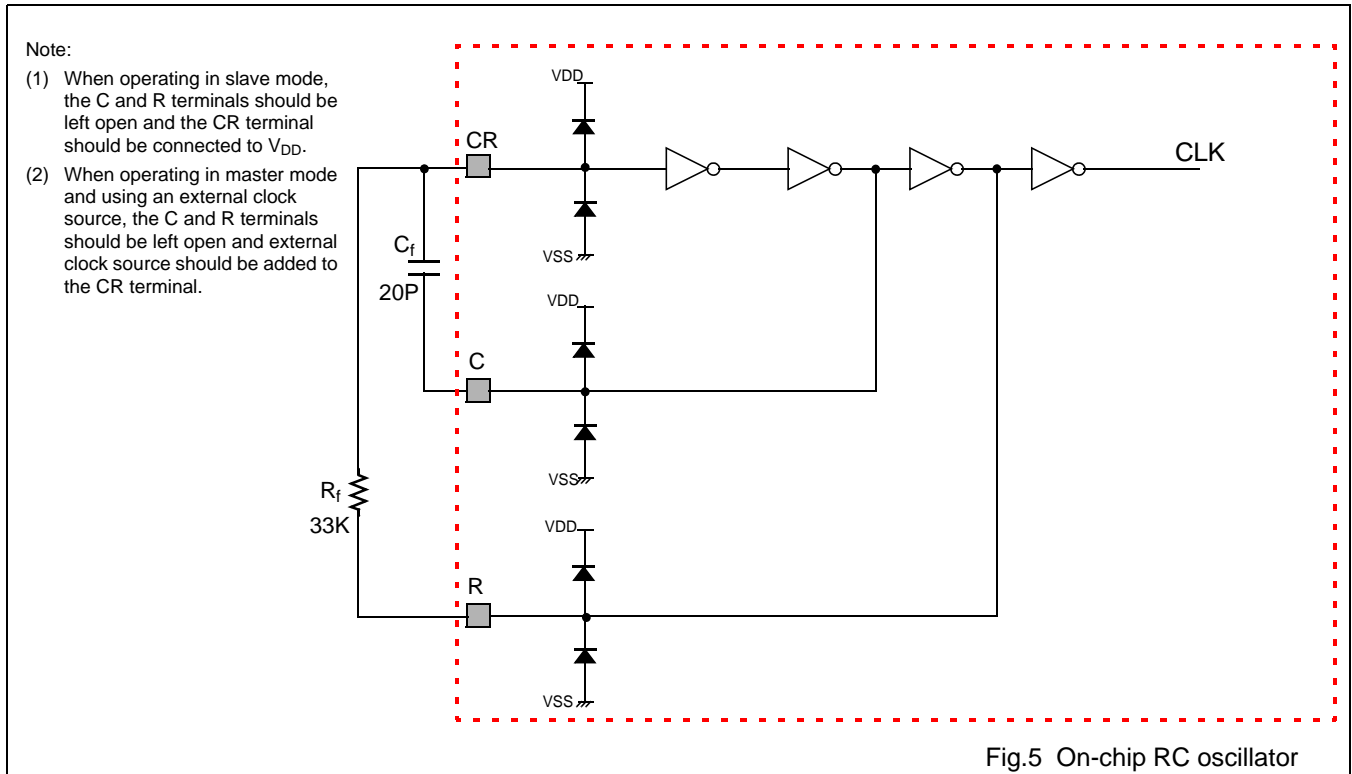 Note:
(1) When operating in slave mode,
the C and R terminals should be
left open and the CR terminal
should be connected to VDD.
(2) When operating in master mode
and using an external clock
source, the C and R terminals
should be left open and external
clock source should be added to
the CR terminal.
VDD
CR
CLK
VSS
Cf
20P
VDD
C
VSS
Rf
33K
VDD
R
VSS
Fig.5 On-chip RC oscillator